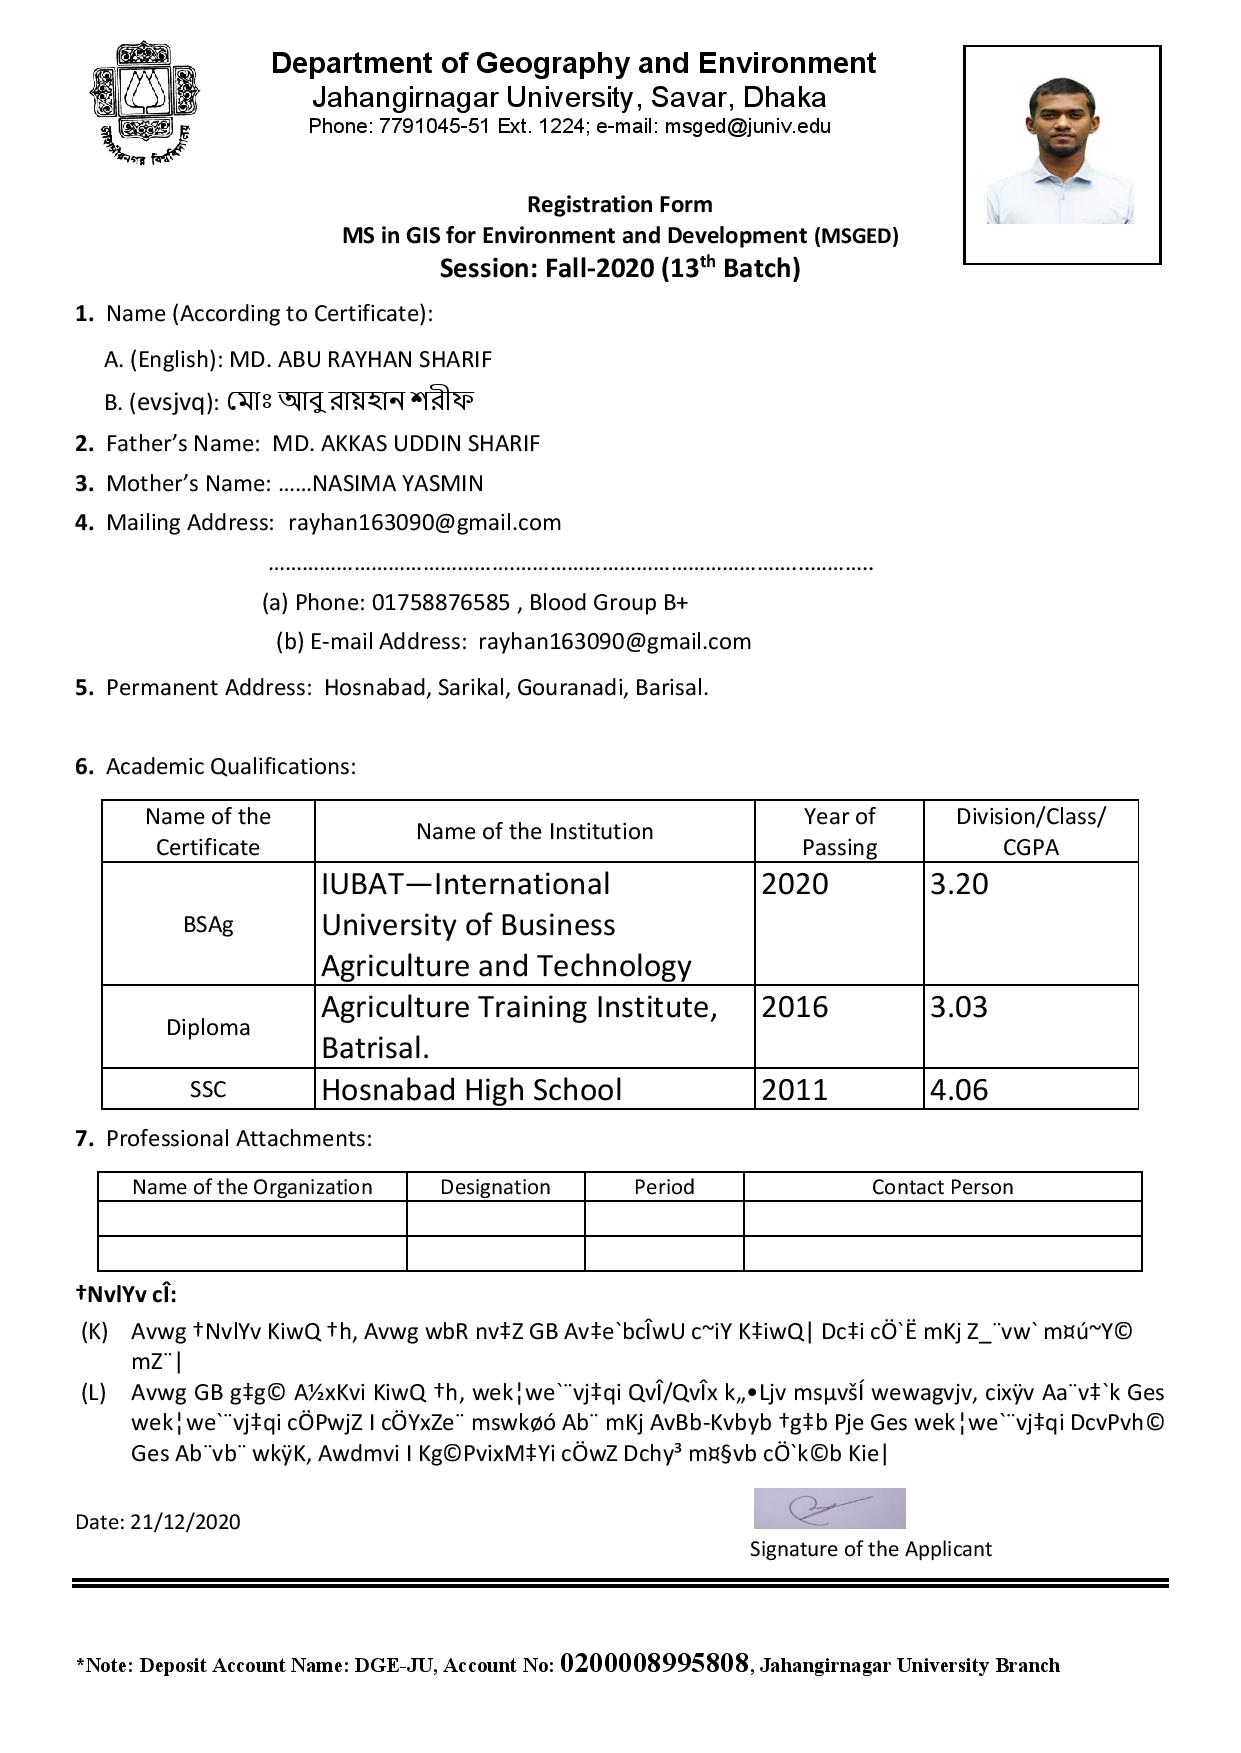 Department of Geography and Environment
Jahangirnagar University, Savar, Dhaka
Phone: 7791045-51 Ext. 1224; e-mail: msged@juniv.edu
জাহাঙ্গীরনগর বিশ্ববিদ্যালয়
Registration Form
MS in GIS for Environment and Development (MSGED)
Session: Fall-2020 (13th Batch)
1. Name (According to Certificate):
A. (English): MD. ABU RAYHAN SHARIF
B. (evsjvq): মোঃ আবু রায়হান শরীফ
2. Father’s Name: MD. AKKAS UDDIN SHARIF
3. Mother’s Name: ……NASIMA YASMIN
4. Mailing Address: rayhan163090@gmail.com
………………………………………………………………………………………………
(a) Phone: 01758876585 , Blood Group B+
(b) E-mail Address: rayhan163090@gmail.com
5. Permanent Address: Hosnabad, Sarikal, Gouranadi, Barisal.
6. Academic Qualifications:
Name of the Certificate Name of the Institution Year of Passing Division/Class/ CGPA
BSAg IUBAT—International University of Business Agriculture and Technology 2020 3.20
Diploma Agriculture Training Institute, Batrisal. 2016 3.03
SSC Hosnabad High School 2011 4.06
7. Professional Attachments:
Name of the Organization Designation Period Contact Person
†NvlYv cÎ:
(K) Avwg †NvlYv KiwQ †h, Avwg wbR nv‡Z GB Av‡e`bcÎwU c~iY K‡iwQ| Dc‡i cÖ`Ë mKj Z_¨vw` m¤ú~Y©
mZ¨|
(L) Avwg GB g‡g© A½xKvi KiwQ †h, wek¦we`¨vj‡qi QvÎ/QvÎx k„•Ljv msµvšÍ wewagvjv, cixÿv Aa¨v‡`k Ges
wek¦we`¨vj‡qi cÖPwjZ I cÖYxZe¨ mswkøó Ab¨ mKj AvBb-Kvbyb †g‡b Pje Ges wek¦we`¨vj‡qi DcvPvh©
Ges Ab¨vb¨ wkÿK, Awdmvi I Kg©PvixM‡Yi cÖwZ Dchy³ m¤§vb cÖ`k©b Kie|
Date: 21/12/2020
Signature of the Applicant
*Note: Deposit Account Name: DGE-JU, Account No: 0200008995808, Jahangirnagar University Branch